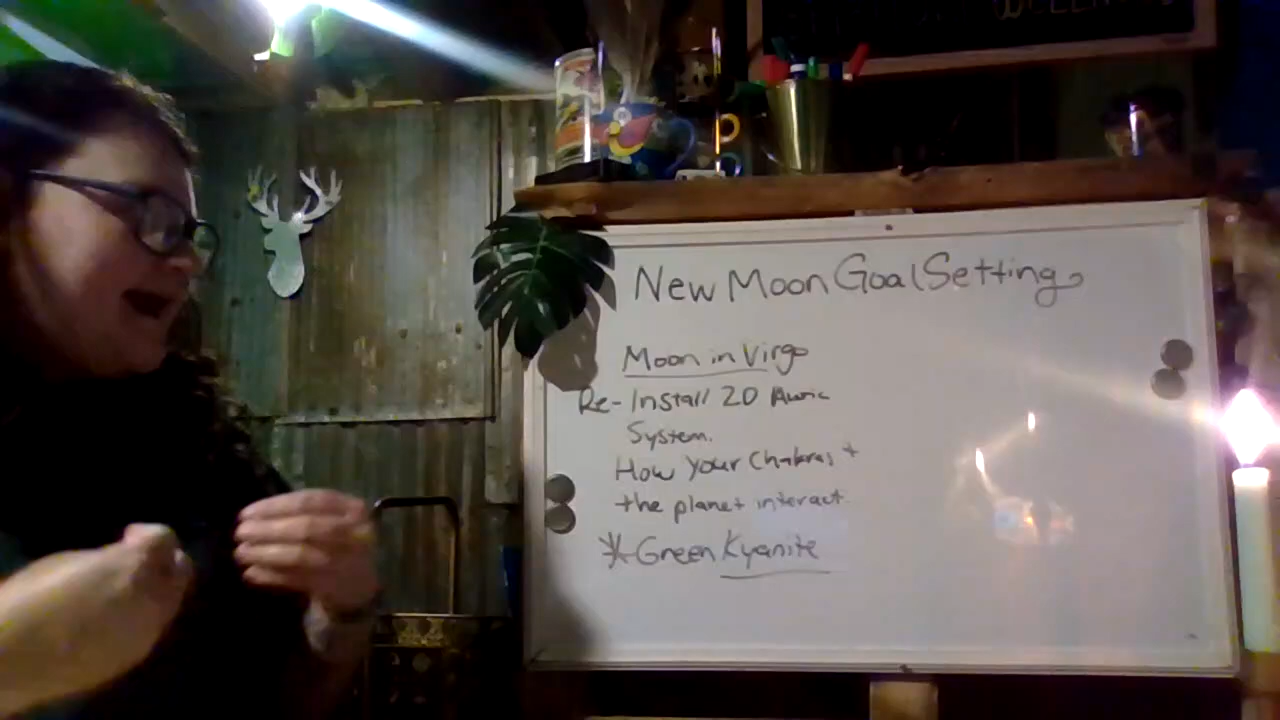 New Moon Goal Setting
Moon in Virgo
Re-Install 20 Auric
System.
How Your Chakras +
the planet interact.
*Green Kyanite